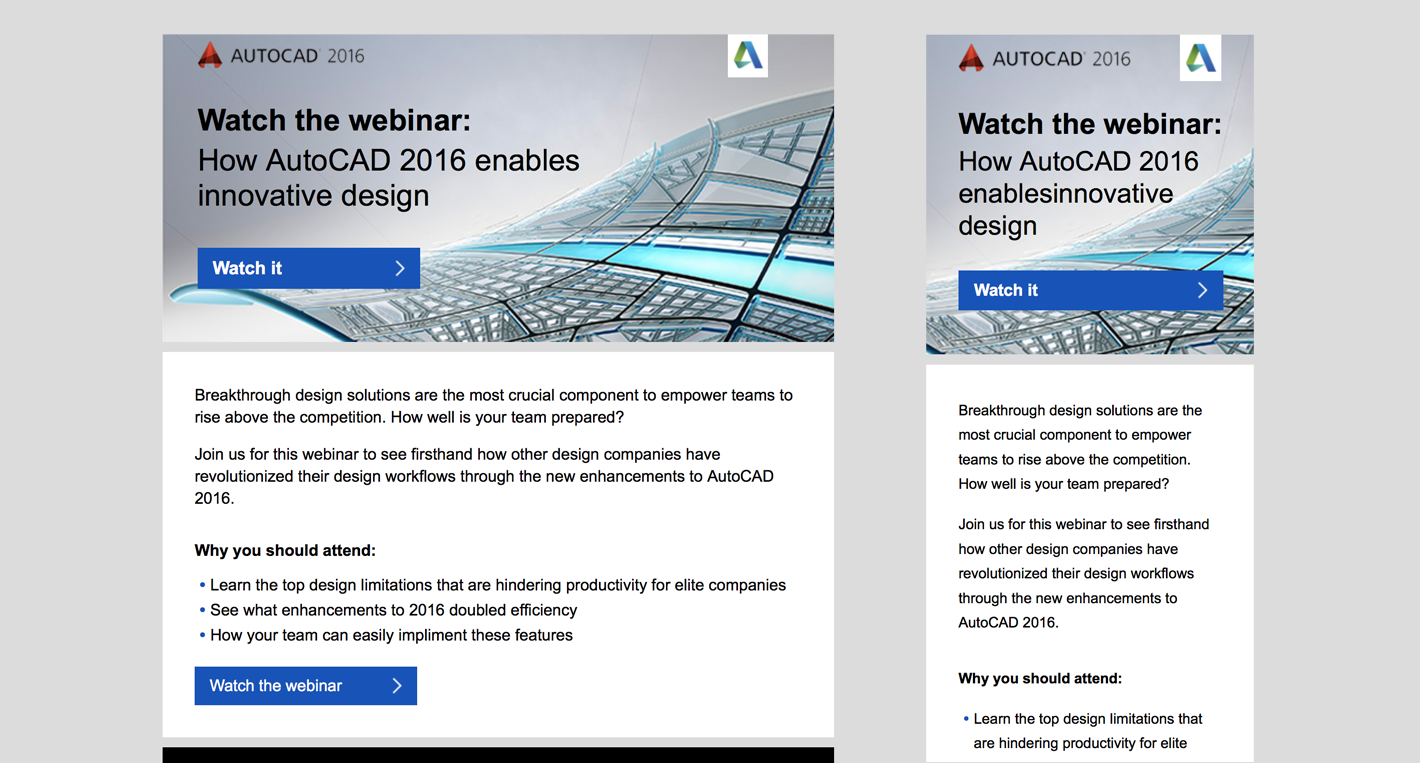 AUTOCAD® 2016
Watch the webinar:
How AutoCAD 2016 enables
innovative design
Watch it
Breakthrough design solutions are the most crucial component to empower teams to
rise above the competition. How well is your team prepared?
Join us for this webinar to see firsthand how other design companies have
revolutionized their design workflows through the new enhancements to AutoCAD
2016.
Why you should attend:
• Learn the top design limitations that are hindering productivity for elite companies
• See what enhancements to 2016 doubled efficiency
• How your team can easily impliment these features
Watch the webinar
AUTOCAD® 2016
Watch the webinar:
How AutoCAD 2016
enablesinnovative
design
Watch it
Breakthrough design solutions are the
most crucial component to empower
teams to rise above the competition.
How well is your team prepared?
Join us for this webinar to see firsthand
how other design companies have
revolutionized their design workflows
through the new enhancements to
AutoCAD 2016.
Why you should attend:
• Learn the top design limitations that
are hindering productivity for elite